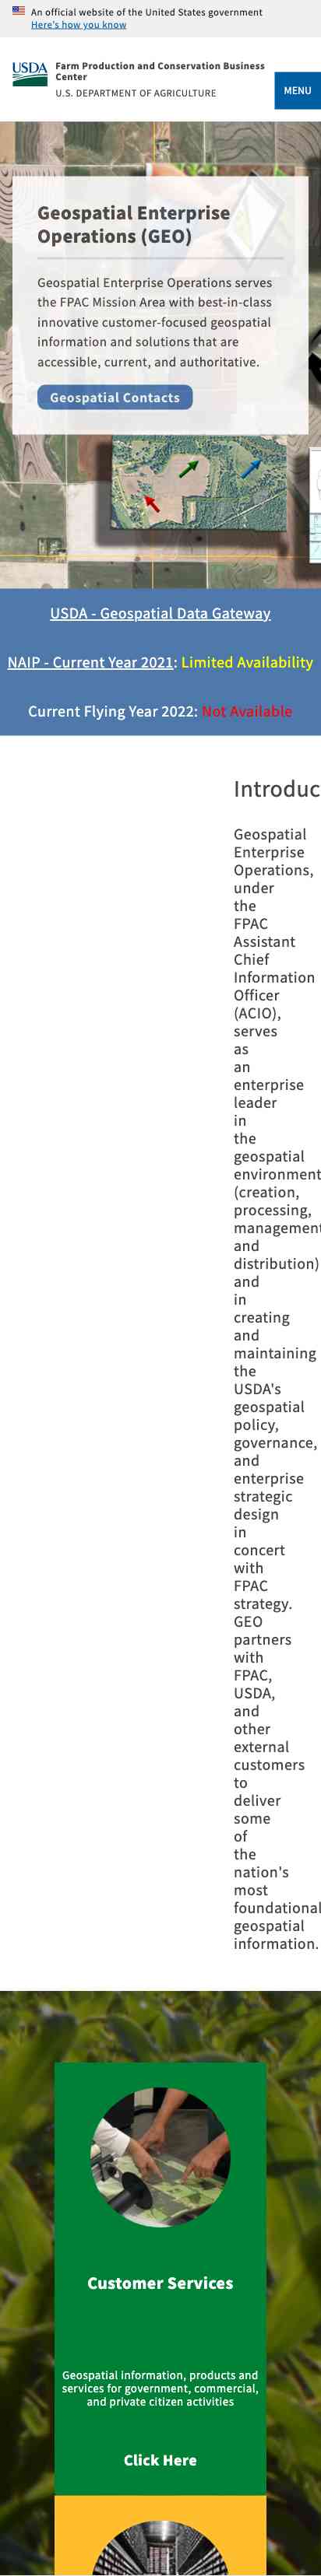 An official website of the United States government
Here's how you know
USDA
Farm Production and Conservation Business
Center
U.S. DEPARTMENT OF AGRICULTURE
MENU
Geospatial Enterprise
Operations (GEO)
Geospatial Enterprise Operations serves
the FPAC Mission Area with best-in-class
innovative customer-focused geospatial
information and solutions that are
accessible, current, and authoritative.
Geospatial Contacts
USDA - Geospatial Data Gateway
NAIP - Current Year 2021: Limited Availability
Current Flying Year 2022: Not Available
Introduc
Geospatial
Enterprise
Operations,
under
the
FPAC
Assistant
Chief
Information
Officer
(ACIO),
serves
as
an
enterprise
leader
in
the
geospatial
environment
(creation,
processing,
management
and
distribution)
and
in
creating
and
maintaining
the
USDA's
geospatial
policy,
governance,
and
enterprise
strategic
design
in
concert
with
FPAC
strategy.
GEO
partners
with
FPAC,
USDA,
and
other
external
customers
to
deliver
some
of
the
nation's
most
foundational
geospatial
information.
Customer Services
Geospatial information, products and
services for government, commercial,
and private citizen activities
Click Here